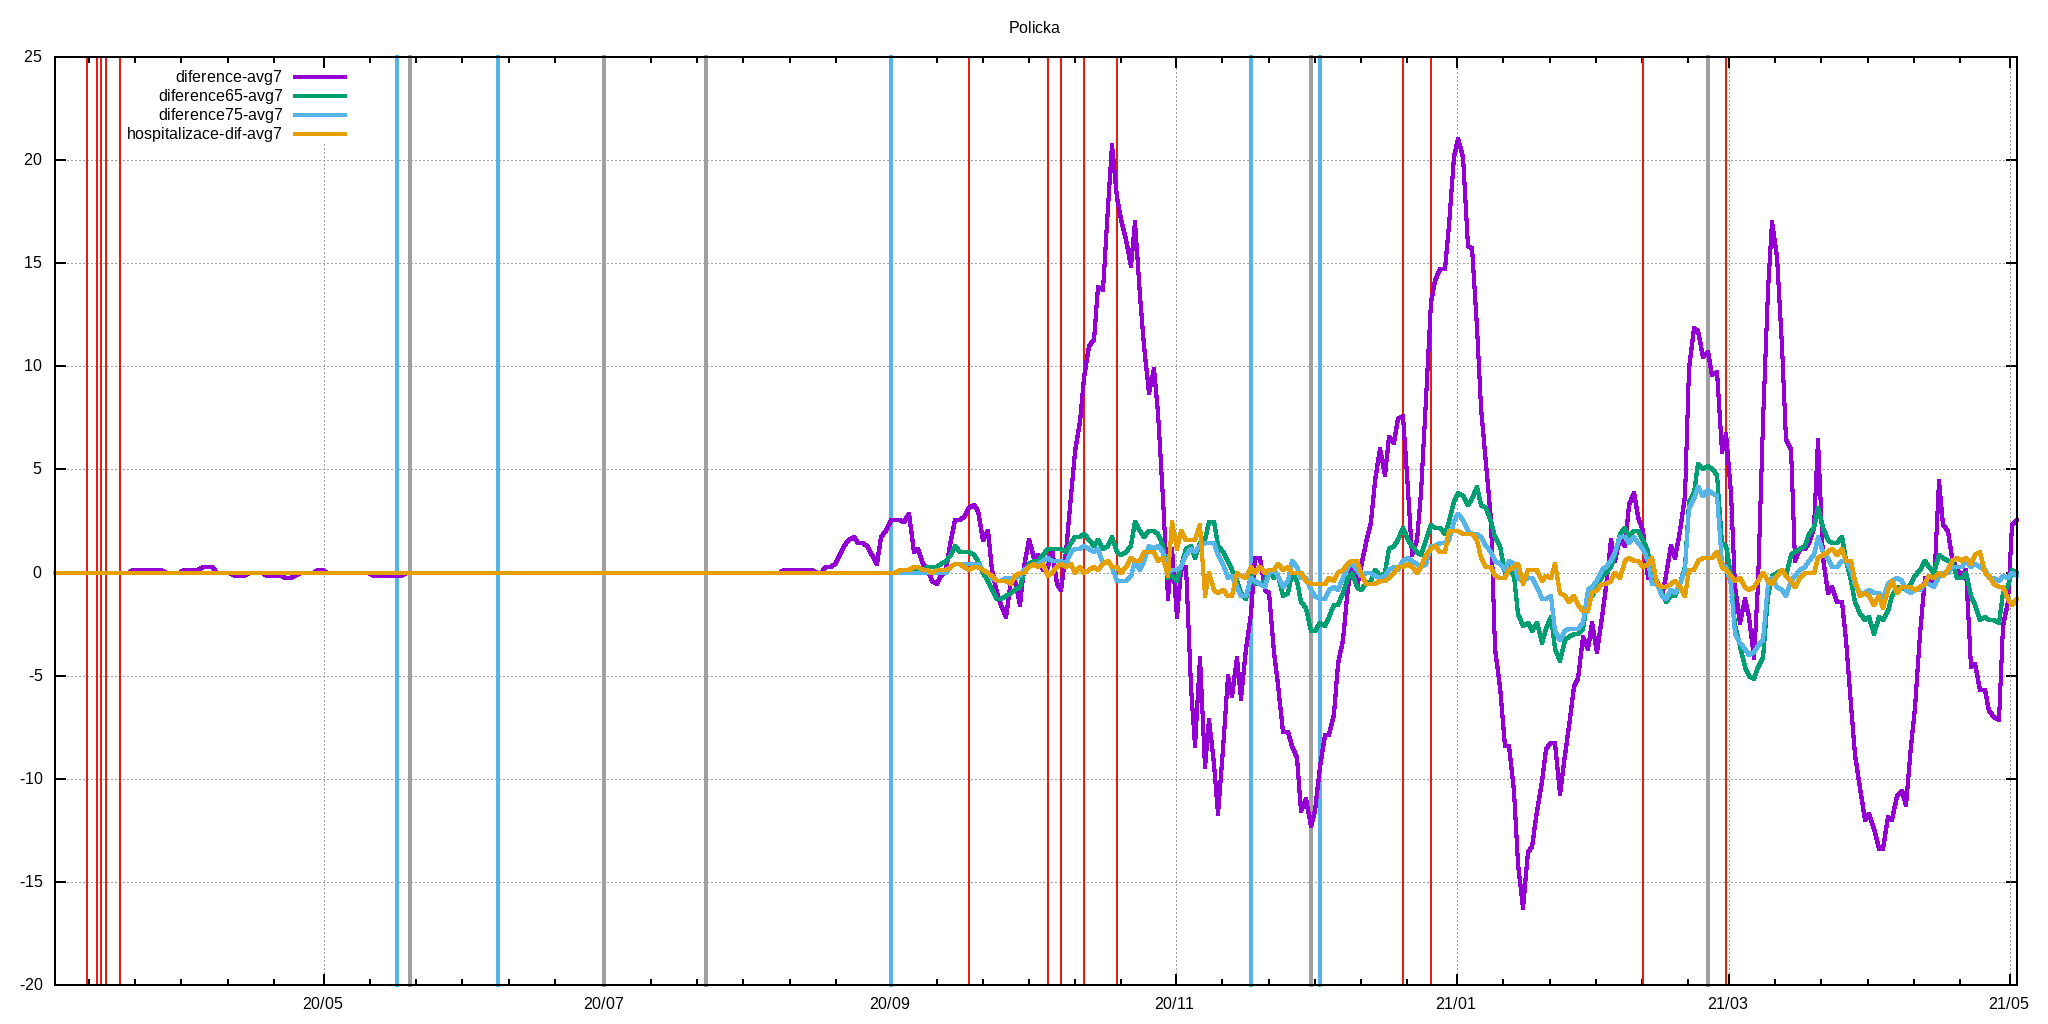 Policka
25
20
15
10
5
0
-5
-10
-15
-20
diference-avg7
diference65-avg7
diference75-avg7
hospitalizace-dif-avg7
20/05 20/07 20/09 20/11 21/01 21/03 21/05